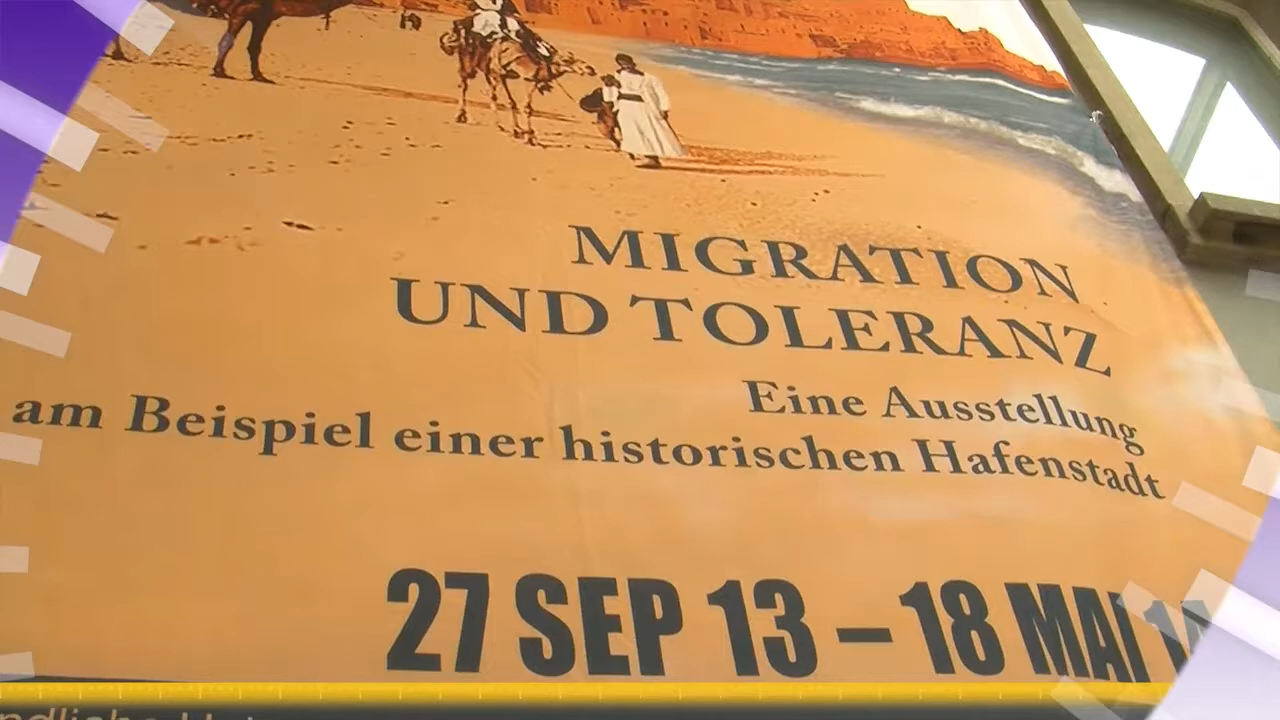 MIGRATION
UND TOLERANZ
Eine Ausstellung
am Beispiel einer historischen Hafenstadt
27 SEP 13 – 18 MAI